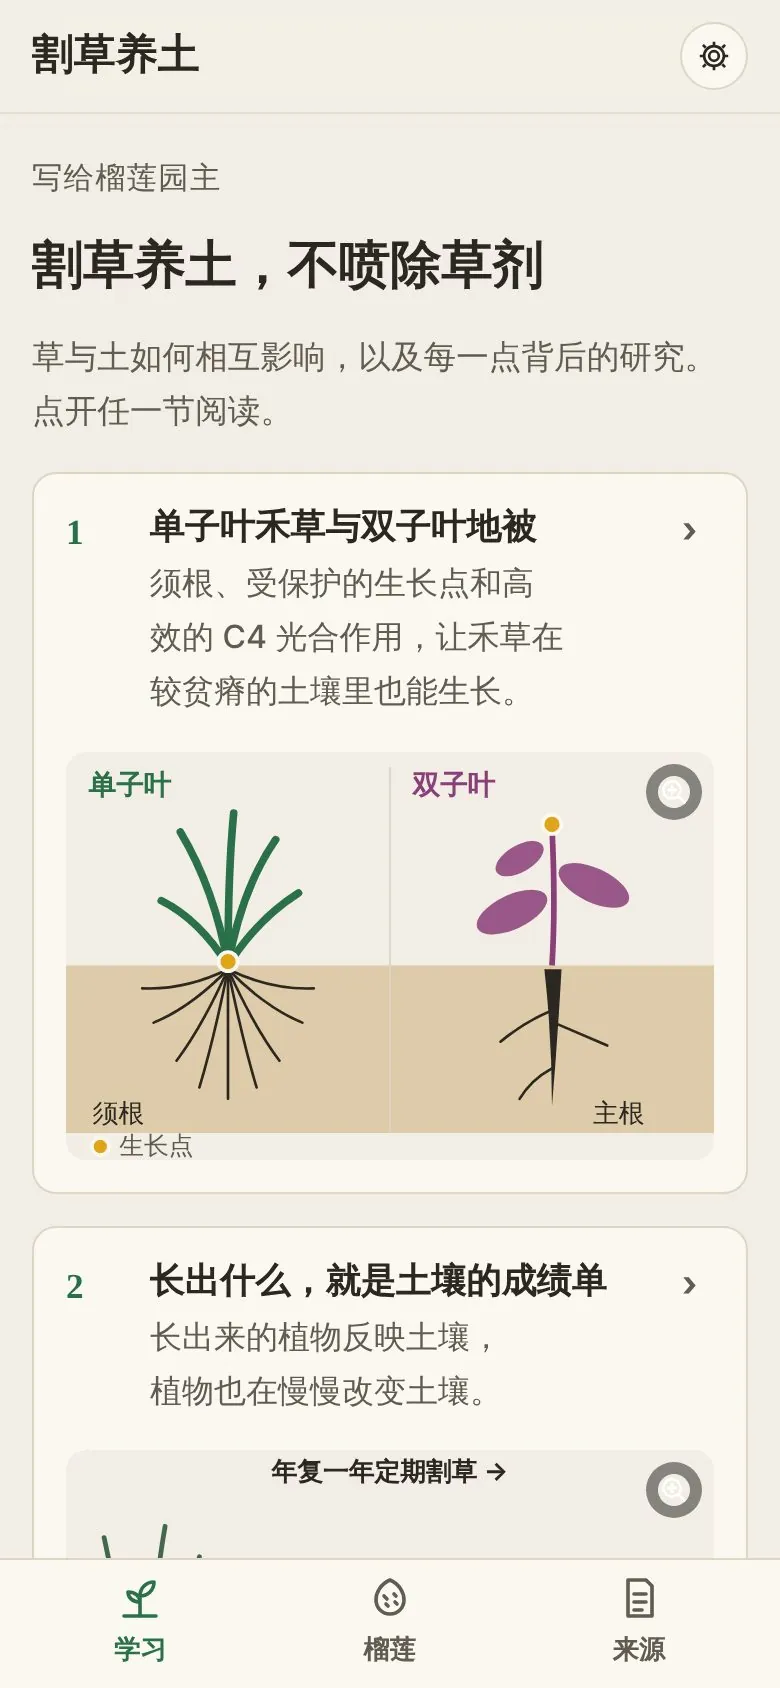 割草养土
写给榴莲园主
割草养土，不喷除草剂
草与土如何相互影响，以及每一点背后的研究。
点开任一节阅读。
1
单子叶禾草与双子叶地被
须根、受保护的生长点和高
效的 C4 光合作用，让禾草在
较贫瘠的土壤里也能生长。
单子叶
双子叶
须根
主根
生长点
2
长出什么，就是土壤的成绩单
长出来的植物反映土壤，
植物也在慢慢改变土壤。
年复一年定期割草 →
学习
榴莲
来源